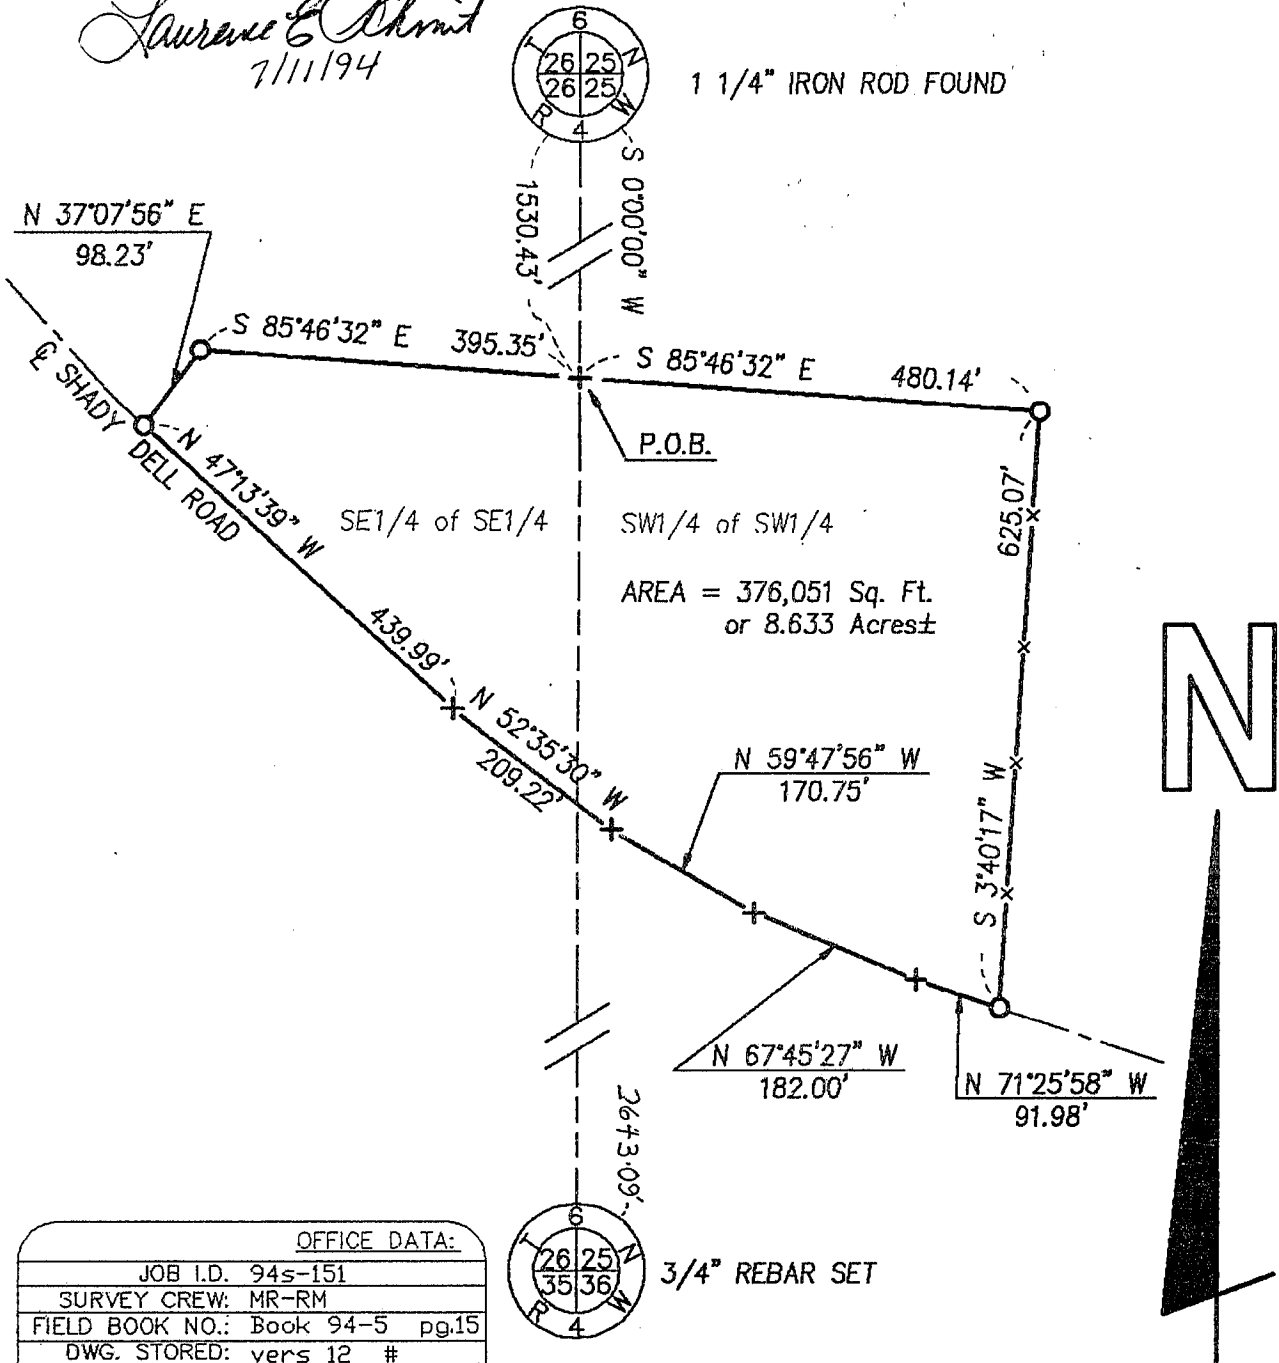 Laurence E Schmit
7/11/94
6
T N
26 25
26 25
R W
4
1 1/4" IRON ROD FOUND
S 0°00'00" W
1530.43'
N 37°07'56" E
98.23'
S 85°46'32" E 395.35'
S 85°46'32" E 480.14'
P.O.B.
℄ SHADY DELL ROAD
N 47°13'39" W
439.99'
SE1/4 of SE1/4
SW1/4 of SW1/4
625.07'
S 3°40'17" W
AREA = 376,051 Sq. Ft.
or 8.633 Acres±
N
N 52°35'30" W
209.22'
N 59°47'56" W
170.75'
N 67°45'27" W
182.00'
N 71°25'58" W
91.98'
2643.09'
6
T N
26 25
35 36
R W
4
3/4" REBAR SET
OFFICE DATA:
JOB I.D. 94s-151
SURVEY CREW: MR-RM
FIELD BOOK NO.: Book 94-5 pg.15
DWG. STORED: vers 12 #